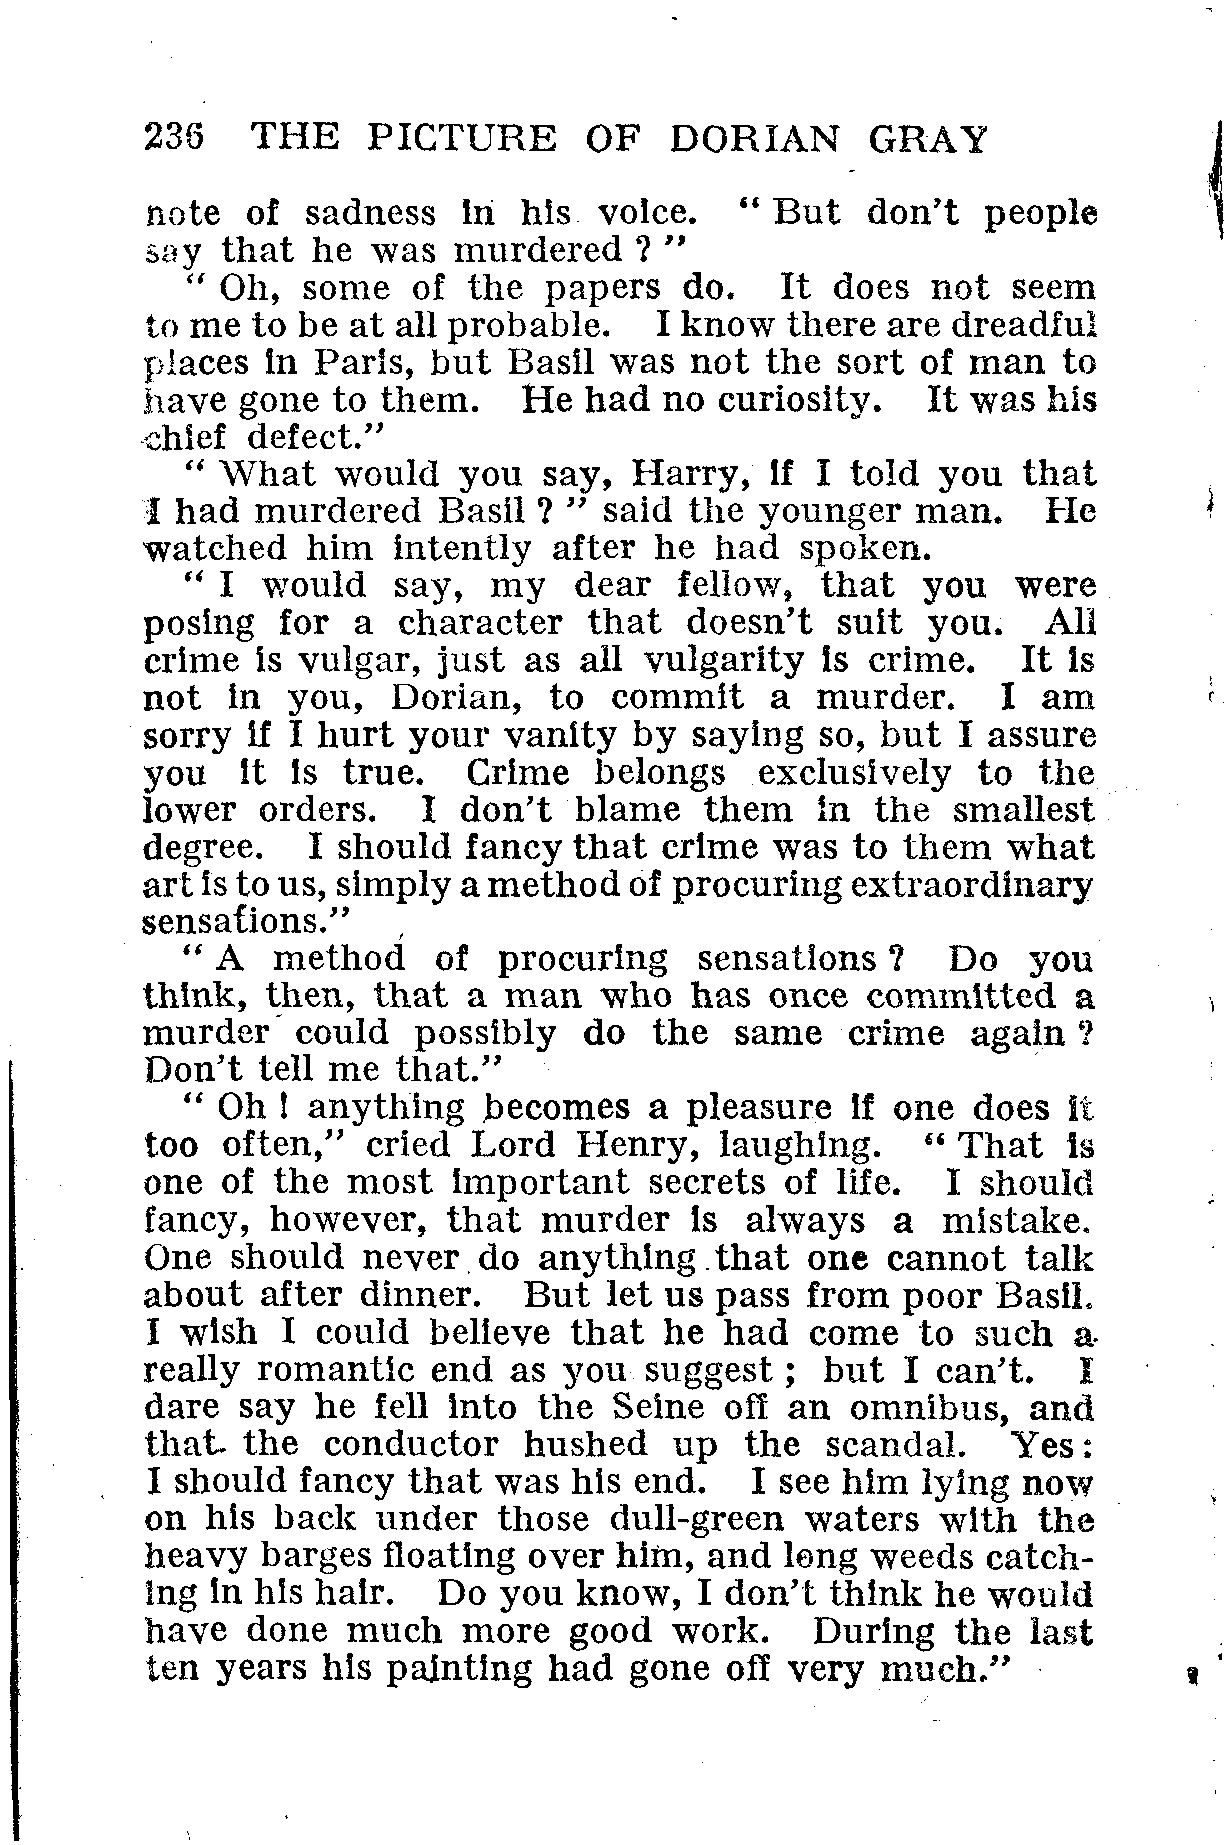 236 THE PICTURE OF DORIAN GRAY
note of sadness in his voice. “ But don't people
say that he was murdered ? ”
“ Oh, some of the papers do. It does not seem
to me to be at all probable. I know there are dreadful
places in Paris, but Basil was not the sort of man to
have gone to them. He had no curiosity. It was his
chief defect.”
“ What would you say, Harry, if I told you that
I had murdered Basil ? ” said the younger man. He
watched him intently after he had spoken.
“ I would say, my dear fellow, that you were
posing for a character that doesn't suit you. All
crime is vulgar, just as all vulgarity is crime. It is
not in you, Dorian, to commit a murder. I am
sorry if I hurt your vanity by saying so, but I assure
you it is true. Crime belongs exclusively to the
lower orders. I don't blame them in the smallest
degree. I should fancy that crime was to them what
art is to us, simply a method of procuring extraordinary
sensations.”
“ A method of procuring sensations ? Do you
think, then, that a man who has once committed a
murder could possibly do the same crime again ?
Don't tell me that.”
“ Oh ! anything becomes a pleasure if one does it
too often,” cried Lord Henry, laughing. “ That is
one of the most important secrets of life. I should
fancy, however, that murder is always a mistake.
One should never do anything that one cannot talk
about after dinner. But let us pass from poor Basil.
I wish I could believe that he had come to such a
really romantic end as you suggest ; but I can't. I
dare say he fell into the Seine off an omnibus, and
that the conductor hushed up the scandal. Yes :
I should fancy that was his end. I see him lying now
on his back under those dull-green waters with the
heavy barges floating over him, and long weeds catch-
ing in his hair. Do you know, I don't think he would
have done much more good work. During the last
ten years his painting had gone off very much.”